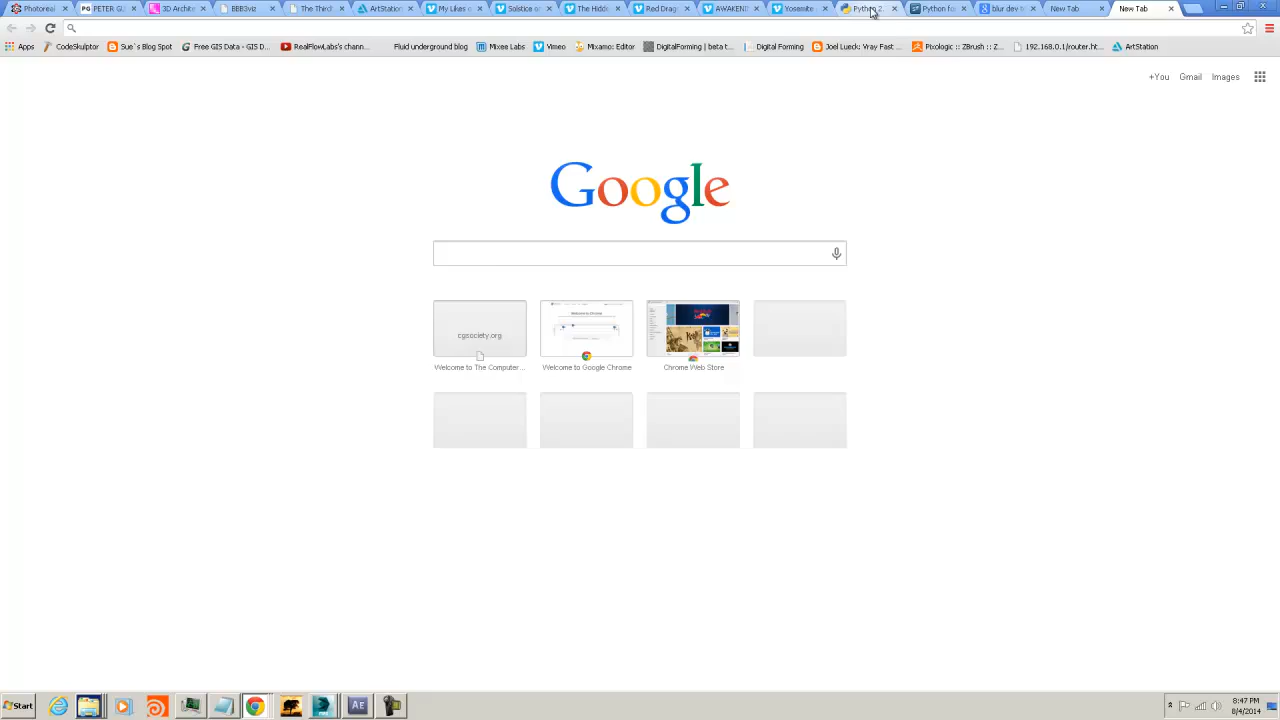 Photoreal
PETER GU
3D Archite
BBB3viz
The Third
ArtStation
My Likes o
Solstice o
The Hidde
Red Drago
AWAKENI
Yosemite
Python 2
Python fo
blur dev to
New Tab
New Tab
Apps
CodeSkulptor
Sue`s Blog Spot
Free GIS Data - GIS D...
RealFlowLabs's chann...
Fluid underground blog
Mixee Labs
Vimeo
Mixamo: Editor
DigitalForming | beta t...
Digital Forming
Joel Lueck: Vray Fast ...
Pixologic :: ZBrush :: Z...
192.168.0.1/router.ht...
ArtStation
+You
Gmail
Images
Google
cgsociety.org
Welcome to The Computer ...
Welcome to Google Chrome
Chrome Web Store
Start
AE
8:47 PM
8/4/2014